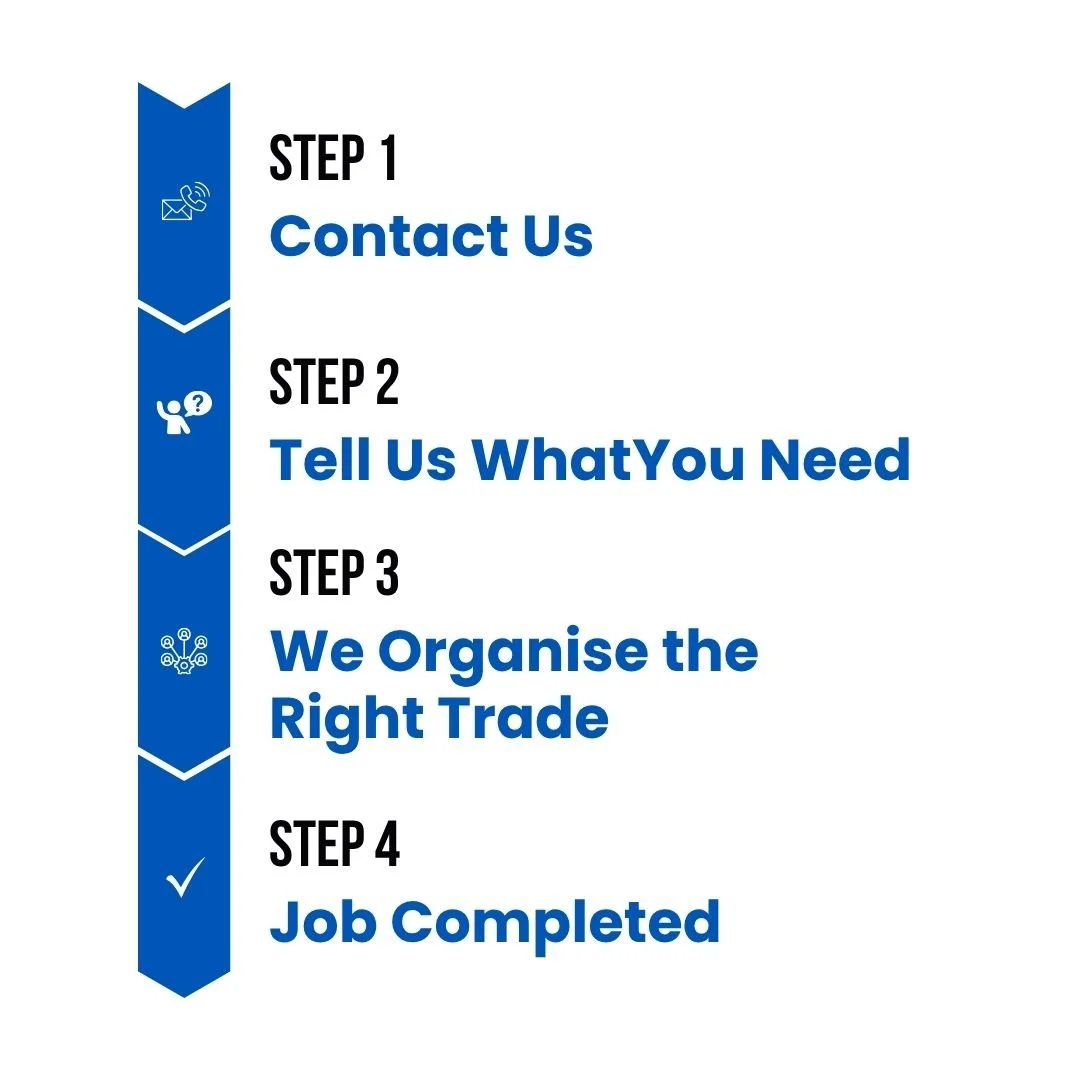 STEP 1
Contact Us
STEP 2
Tell Us WhatYou Need
STEP 3
We Organise the
Right Trade
STEP 4
Job Completed